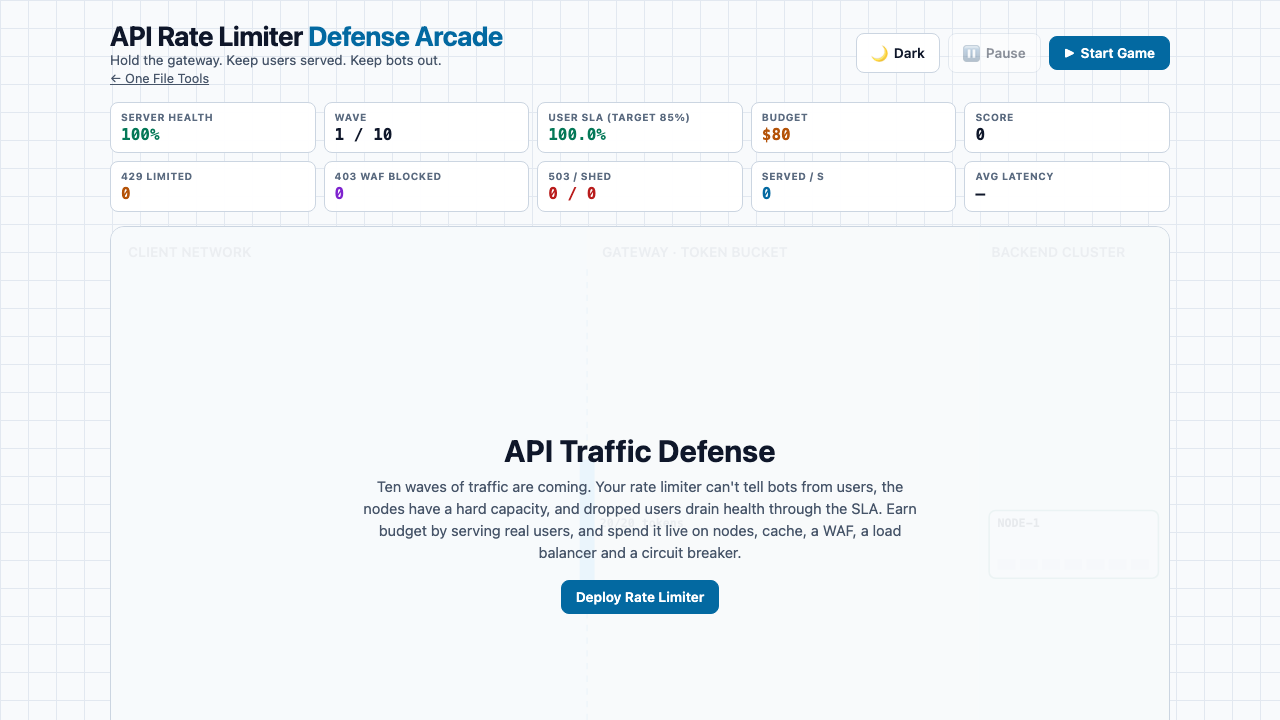 API Rate Limiter Defense Arcade
Hold the gateway. Keep users served. Keep bots out.
← One File Tools
🌙 Dark
⏸️ Pause
▶ Start Game
SERVER HEALTH
100%
WAVE
1 / 10
USER SLA (TARGET 85%)
100.0%
BUDGET
$80
SCORE
0
429 LIMITED
0
403 WAF BLOCKED
0
503 / SHED
0 / 0
SERVED / S
0
AVG LATENCY
—
CLIENT NETWORK
GATEWAY · TOKEN BUCKET
BACKEND CLUSTER
API Traffic Defense
Ten waves of traffic are coming. Your rate limiter can't tell bots from users, the
nodes have a hard capacity, and dropped users drain health through the SLA. Earn
budget by serving real users, and spend it live on nodes, cache, a WAF, a load
balancer and a circuit breaker.
20/20 tokens
NODE-1
Deploy Rate Limiter